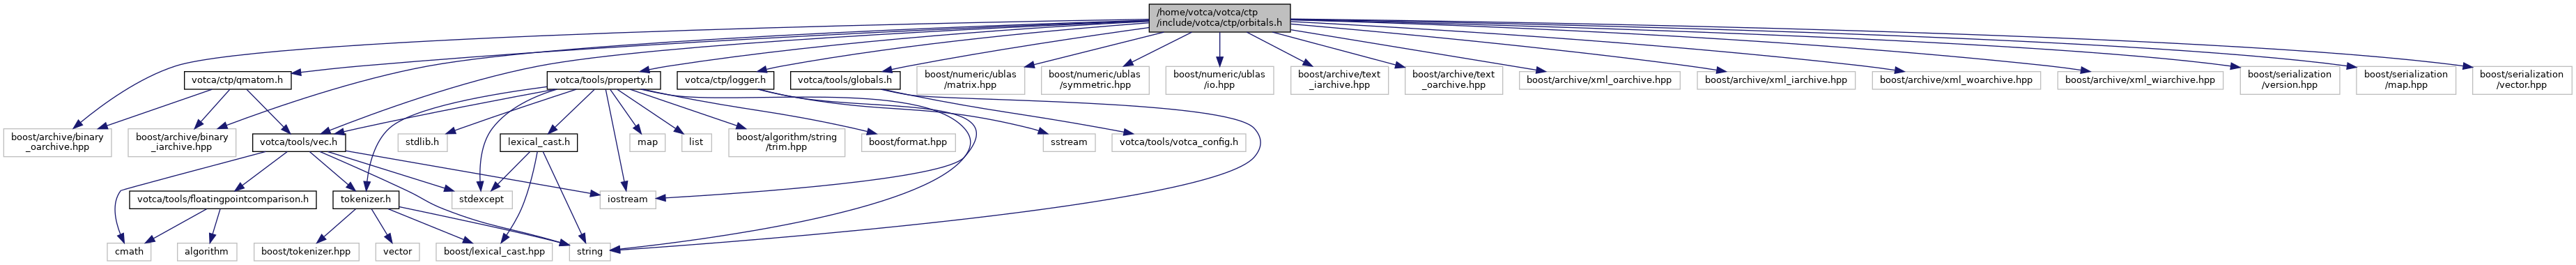 /home/votca/votca/ctp
/include/votca/ctp/orbitals.h
votca/ctp/qmatom.h
votca/tools/property.h
votca/ctp/logger.h
votca/tools/globals.h
boost/numeric/ublas
/matrix.hpp
boost/numeric/ublas
/symmetric.hpp
boost/numeric/ublas
/io.hpp
boost/archive/text
_iarchive.hpp
boost/archive/text
_oarchive.hpp
boost/archive/xml_oarchive.hpp
boost/archive/xml_iarchive.hpp
boost/archive/xml_woarchive.hpp
boost/archive/xml_wiarchive.hpp
boost/serialization
/version.hpp
boost/serialization
/map.hpp
boost/serialization
/vector.hpp
boost/archive/binary
_oarchive.hpp
boost/archive/binary
_iarchive.hpp
votca/tools/vec.h
stdlib.h
lexical_cast.h
map
list
boost/algorithm/string
/trim.hpp
boost/format.hpp
sstream
votca/tools/votca_config.h
votca/tools/floatingpointcomparison.h
tokenizer.h
stdexcept
iostream
cmath
algorithm
boost/tokenizer.hpp
vector
boost/lexical_cast.hpp
string